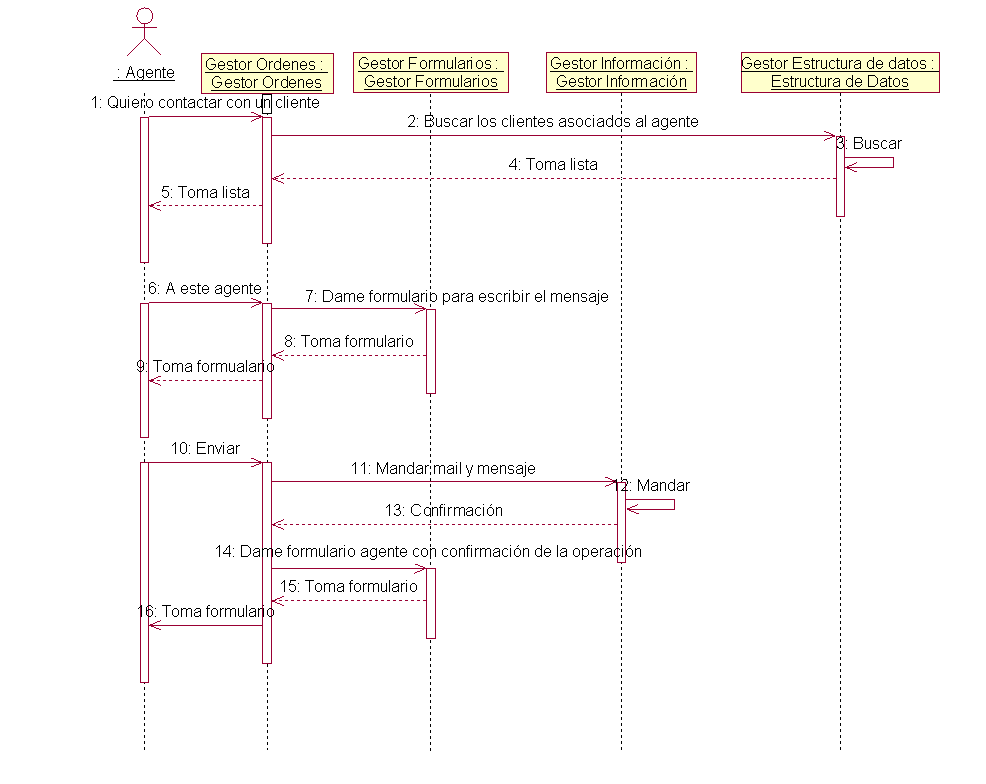 : Agente
Gestor Ordenes :
Gestor Ordenes
Gestor Formularios :
Gestor Formularios
Gestor Información :
Gestor Información
Gestor Estructura de datos :
Estructura de Datos
1: Quiero contactar con un cliente
2: Buscar los clientes asociados al agente
3: Buscar
4: Toma lista
5: Toma lista
6: A este agente
7: Dame formulario para escribir el mensaje
8: Toma formulario
9: Toma formualario
10: Enviar
11: Mandar mail y mensaje
12: Mandar
13: Confirmación
14: Dame formulario agente con confirmación de la operación
15: Toma formulario
16: Toma formulario